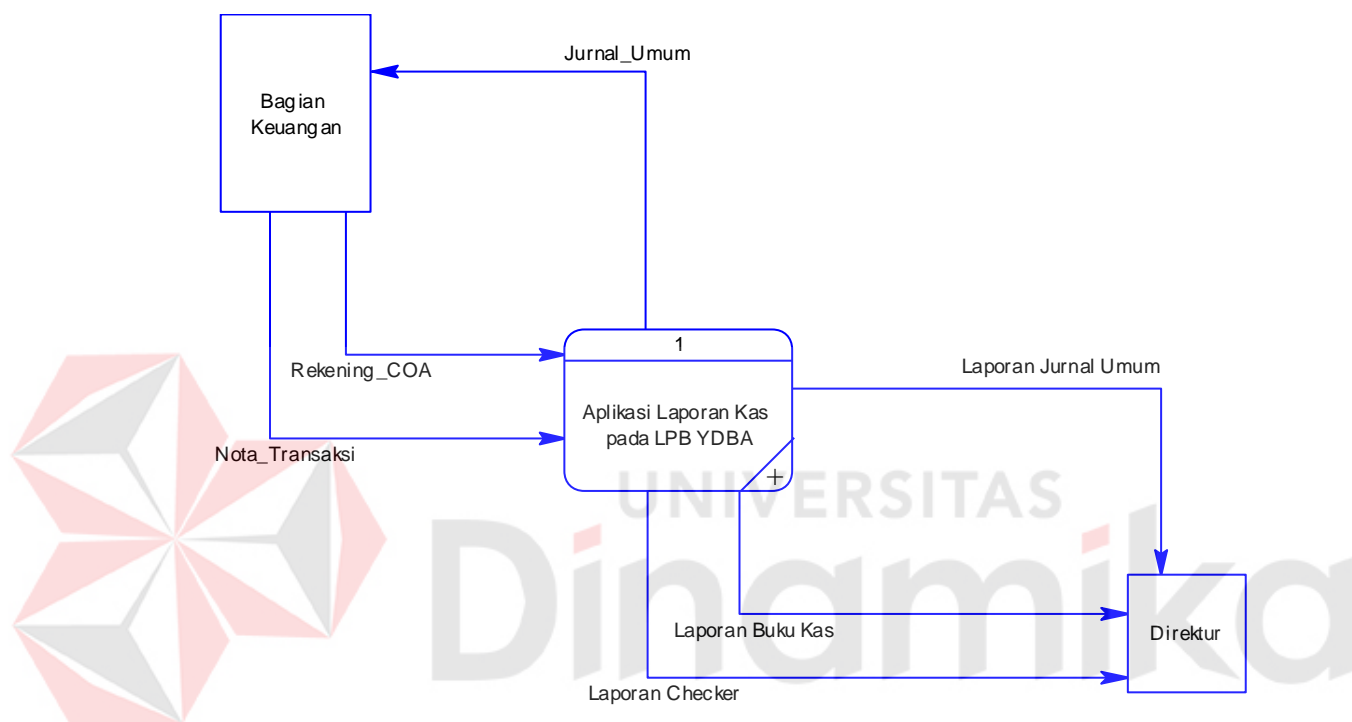 Jurnal_Umum
Bagian
Keuangan
1
Rekening_COA
Laporan Jurnal Umum
Aplikasi Laporan Kas
pada LPB YDBA
Nota_Transaksi
+
UNIVERSITAS
Dinamika
Laporan Buku Kas
Direktur
Laporan Checker